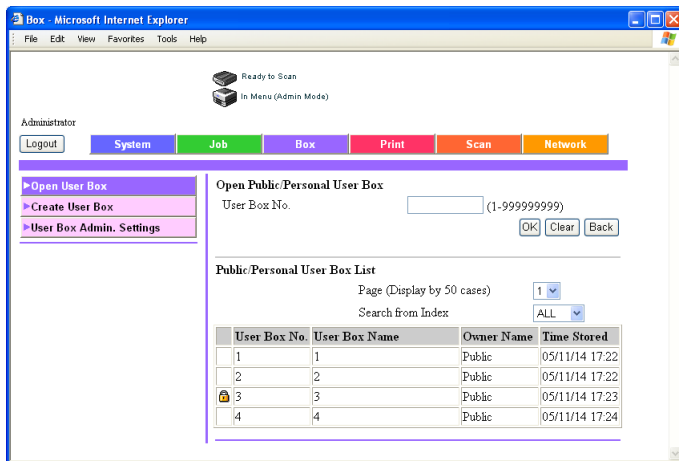 Box - Microsoft Internet Explorer
File Edit View Favorites Tools Help
Ready to Scan
In Menu (Admin Mode)
Administrator
Logout System Job Box Print Scan Network
Open User Box
Create User Box
User Box Admin. Settings
Open Public/Personal User Box
User Box No. (1-999999999)
OK Clear Back
Public/Personal User Box List
Page (Display by 50 cases) 1
Search from Index ALL
User Box No. User Box Name Owner Name Time Stored
1 1 Public 05/11/14 17:22
2 2 Public 05/11/14 17:22
3 3 Public 05/11/14 17:23
4 4 Public 05/11/14 17:24